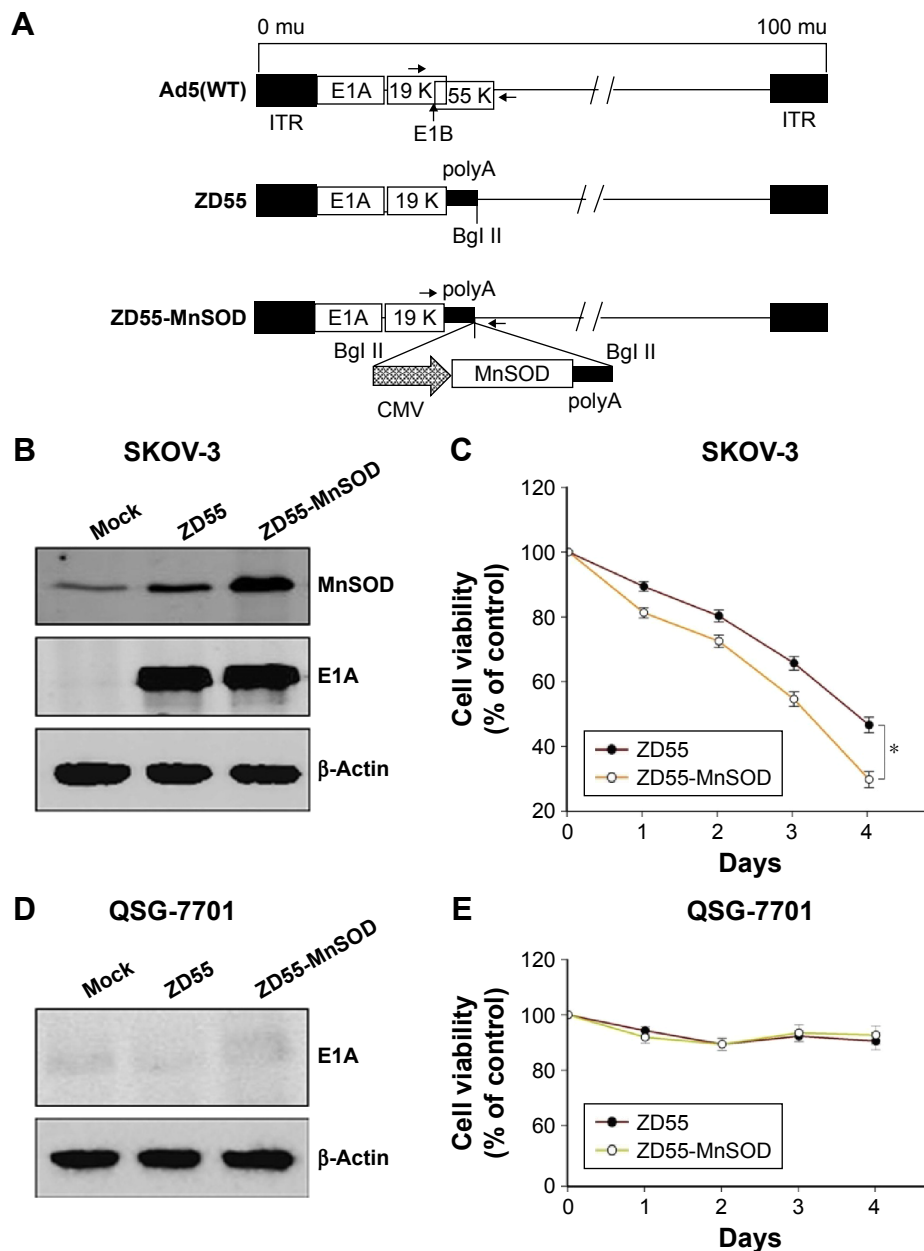 A
0 mu 100 mu
Ad5(WT)
E1A 19 K 55 K
ITR E1B ITR
polyA
ZD55
E1A 19 K
Bgl II
polyA
ZD55-MnSOD
E1A 19 K
Bgl II Bgl II
MnSOD
CMV polyA
B SKOV-3
Mock ZD55 ZD55-MnSOD
MnSOD
E1A
β-Actin
C SKOV-3
Cell viability
(% of control)
120
100
80
60
40
20
ZD55
ZD55-MnSOD
*
0 1 2 3 4
Days
D QSG-7701
Mock ZD55 ZD55-MnSOD
E1A
β-Actin
E QSG-7701
Cell viability
(% of control)
120
100
80
60
0
ZD55
ZD55-MnSOD
0 1 2 3 4
Days